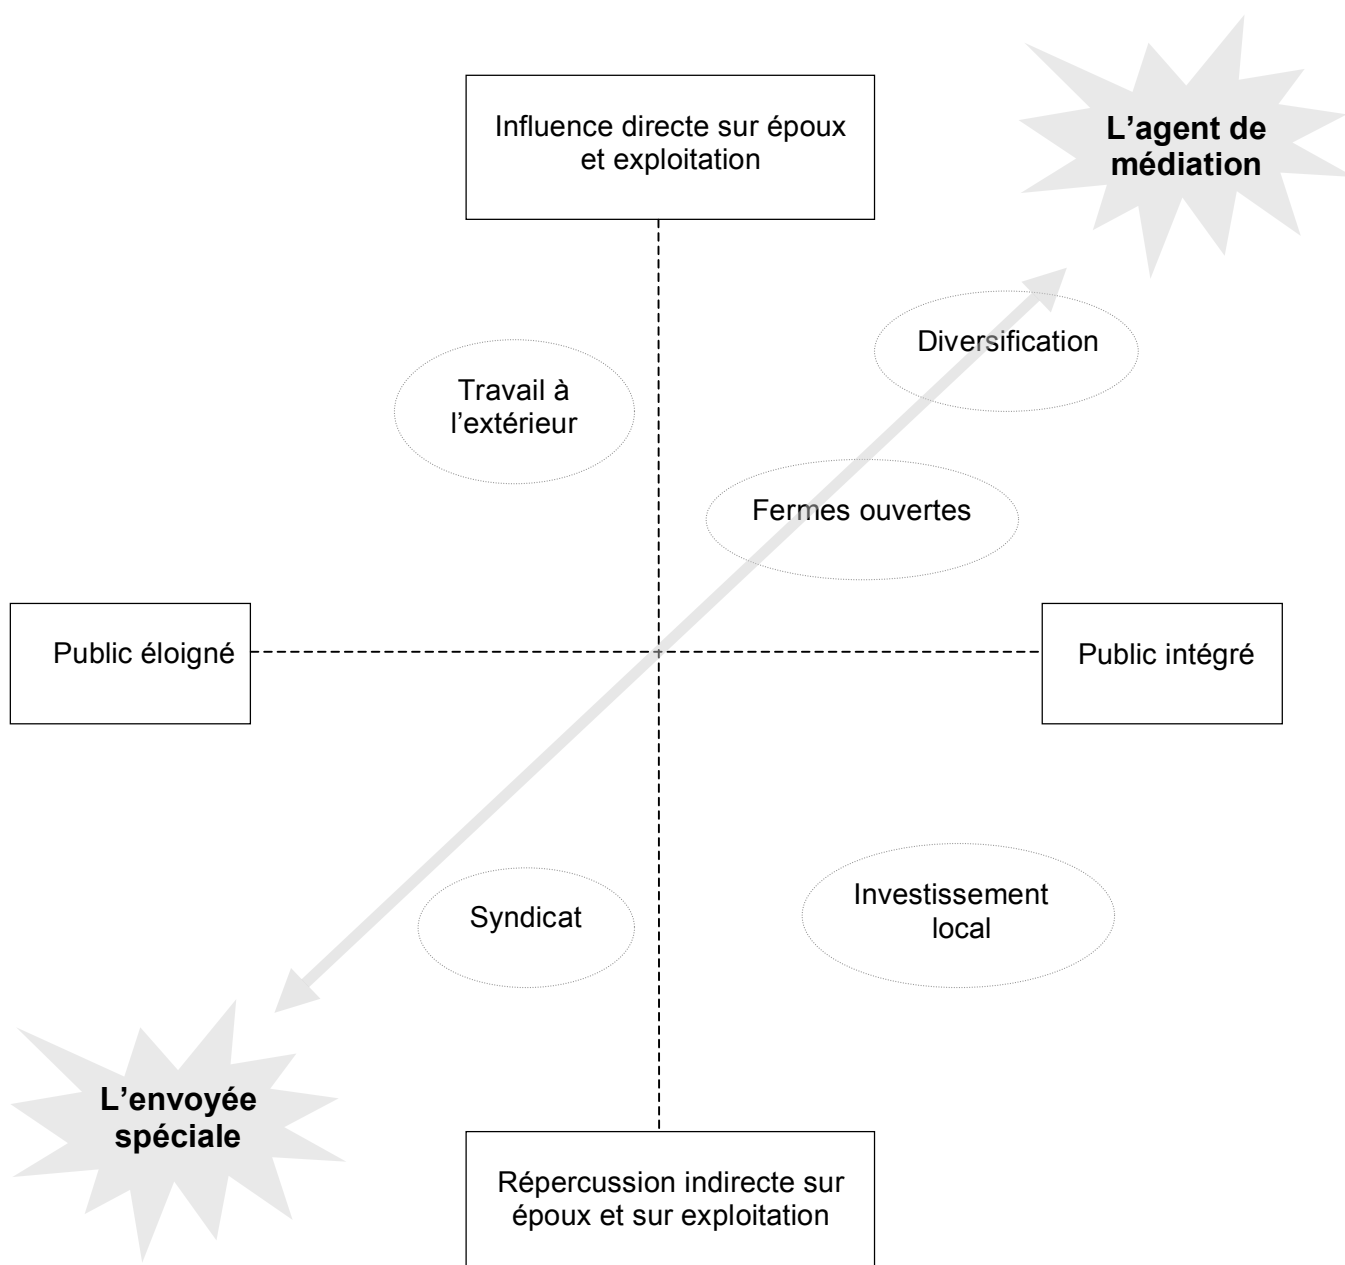 Influence directe sur époux
et exploitation
L’agent de
médiation
Diversification
Travail à
l’extérieur
Fermes ouvertes
Public éloigné
Public intégré
Syndicat
Investissement
local
L’envoyée
spéciale
Répercussion indirecte sur
époux et sur exploitation